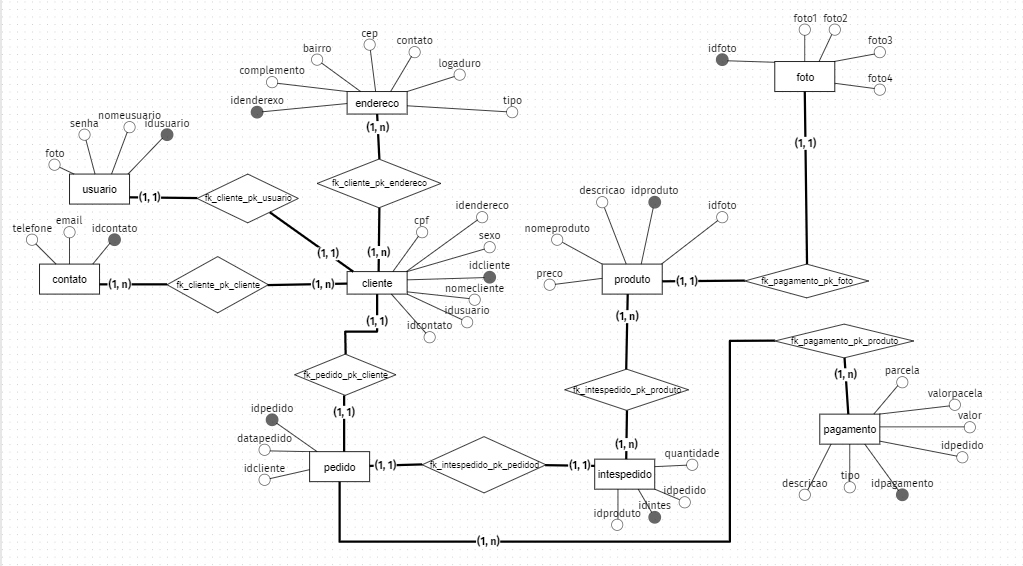 foto1
foto2
foto3
foto4
idfoto
foto
(1, 1)
cep
bairro
contato
complemento
logaduro
idenderexo
tipo
endereco
(1, n)
fk_cliente_pk_endereco
(1, n)
nomeusuario
senha
idusuario
foto
usuario
(1, 1)
fk_cliente_pk_usuario
(1, 1)
telefone
email
idcontato
contato
(1, n)
fk_cliente_pk_cliente
(1, n)
cliente
cpf
idendereco
sexo
idcliente
nomecliente
idusuario
idcontato
(1, 1)
fk_pedido_pk_cliente
(1, 1)
descricao
idproduto
idfoto
nomeproduto
preco
produto
(1, 1)
fk_pagamento_pk_foto
(1, n)
fk_intespedido_pk_produto
(1, n)
fk_pagamento_pk_produto
(1, n)
parcela
valorpacela
valor
idpedido
pagamento
descricao
tipo
idpagamento
idpedido
datapedido
idcliente
pedido
(1, 1)
fk_intespedido_pk_pedidod
(1, 1)
intespedido
quantidade
idpedido
idintes
idproduto
(1, n)